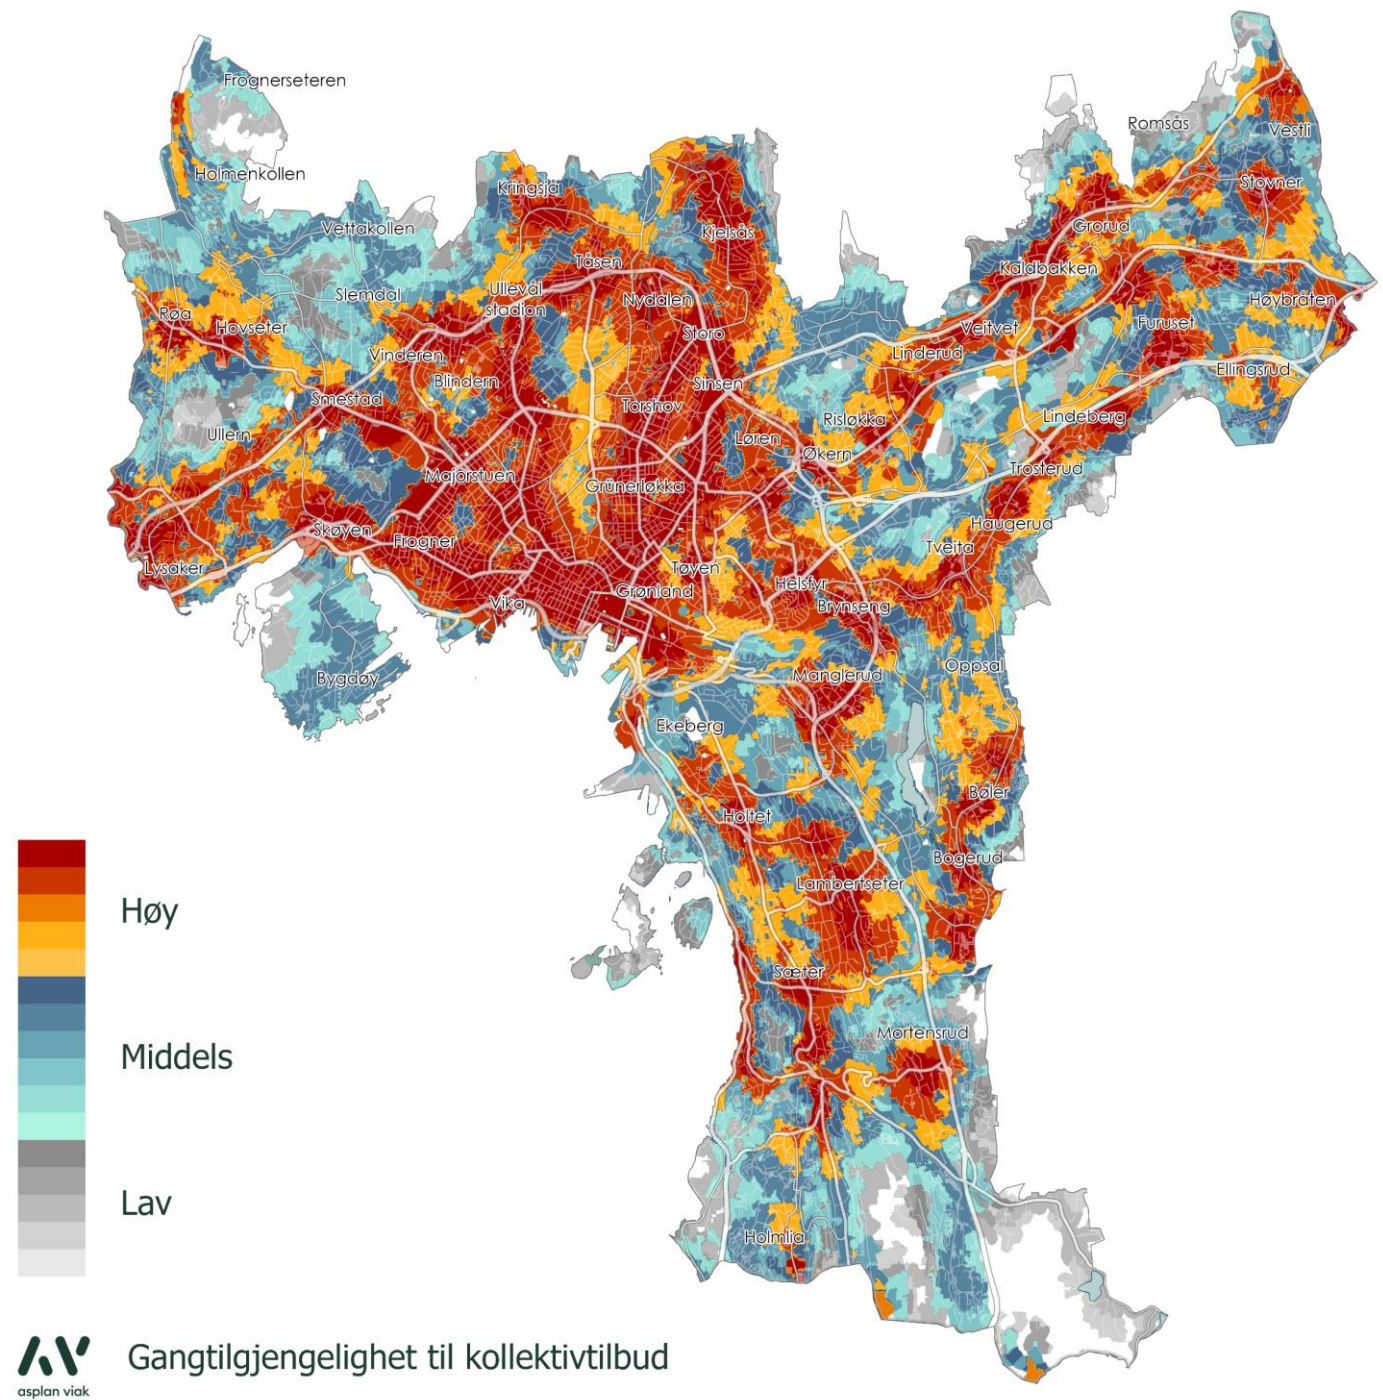 Frognerseteren
Romsås
Vestli
Holmenkollen
Stovner
Kringsjå
Vettakollen
Grorud
Kjelsås
Tåsen
Kaldbakken
Slemdal
Ullevål
stadion
Nydalen
Høybråten
Røa
Hovseter
Storo
Veitvet
Furuset
Vinderen
Linderud
Ellingsrud
Blindern
Sinsen
Smestad
Torshov
Risløkka
Lindeberg
Ullern
Løren
Økern
Trosterud
Majorstuen
Grünerløkka
Haugerud
Skøyen
Frogner
Tveita
Lysaker
Tøyen
Helsfyr
Grønland
Vika
Brynseng
Oppsal
Bygdøy
Manglerud
Ekeberg
Bøler
Holtet
Bogerud
Lambertseter
Høy
Sæter
Mortensrud
Middels
Lav
Holmlia
asplan viak
Gangtilgjengelighet til kollektivtilbud